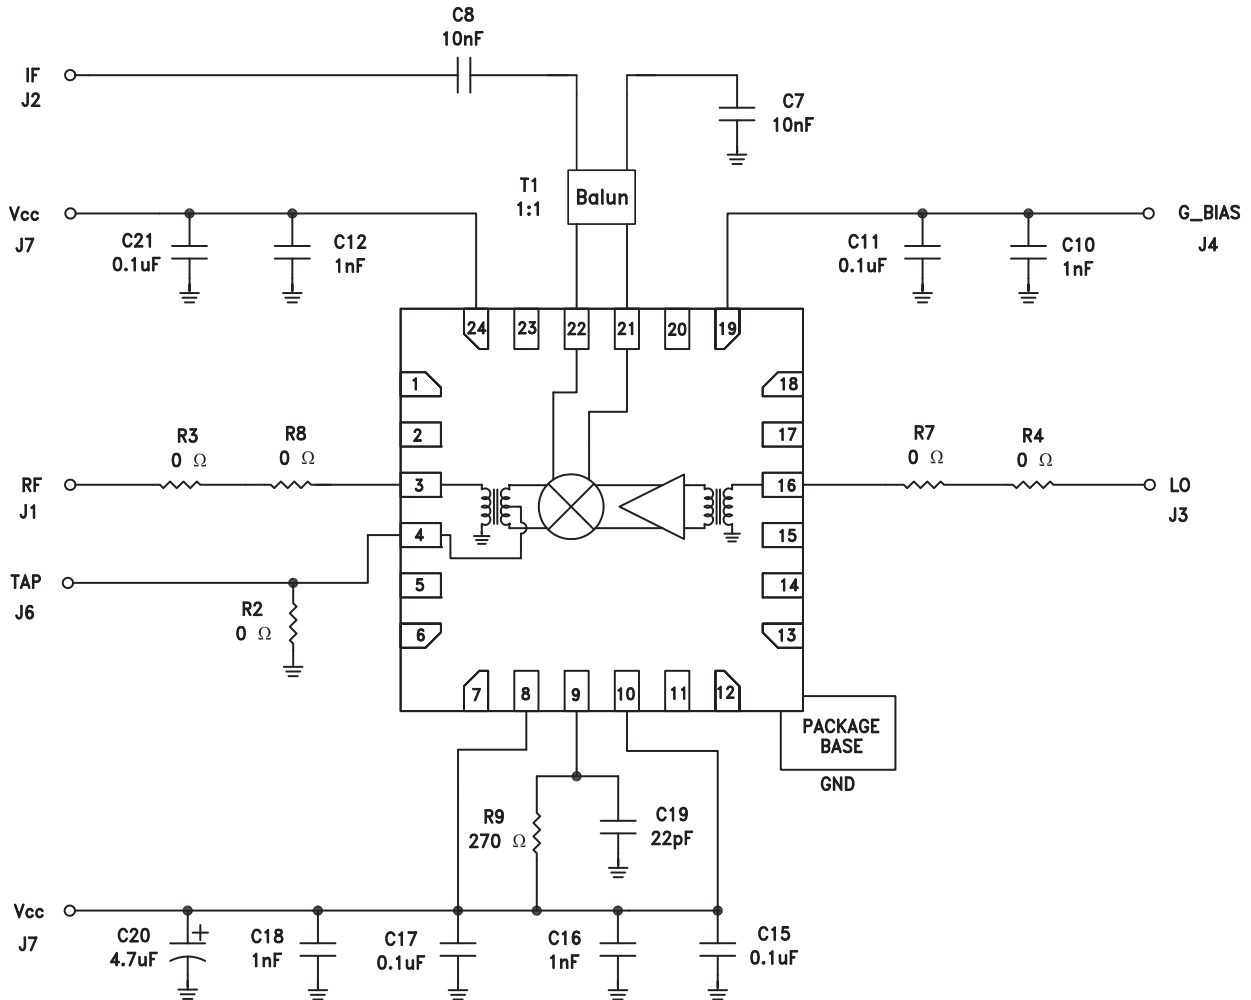 C8
10nF
IF
J2
C7
10nF
T1
1:1
Balun
Vcc
J7
C21
0.1uF
C12
1nF
C11
0.1uF
C10
1nF
G_BIAS
J4
24
23
22
21
20
19
1
2
3
4
5
6
18
17
16
15
14
13
R3
0 Ω
R8
0 Ω
RF
J1
R7
0 Ω
R4
0 Ω
LO
J3
TAP
J6
R2
0 Ω
7
8
9
10
11
12
PACKAGE
BASE
GND
R9
270 Ω
C19
22pF
Vcc
J7
C20
+
4.7uF
C18
1nF
C17
0.1uF
C16
1nF
C15
0.1uF